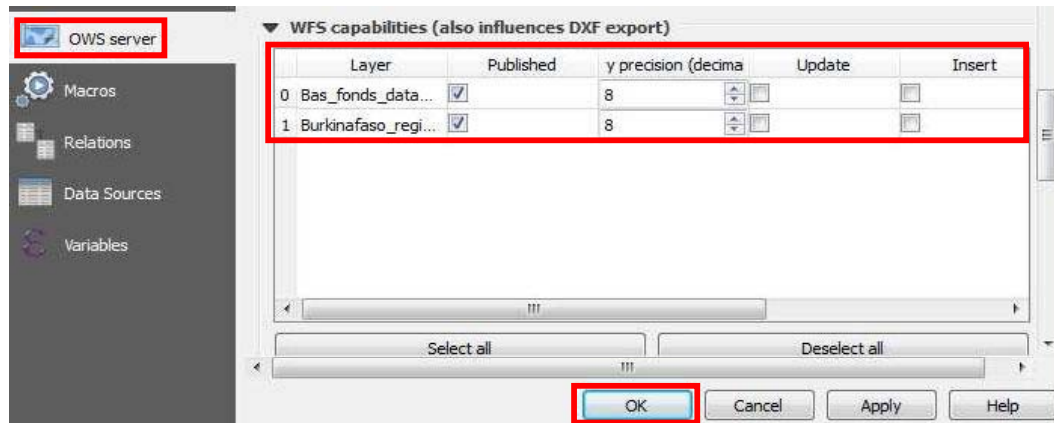 OWS server
Macros
Relations
Data Sources
Variables
WFS capabilities (also influences DXF export)
Layer Published y precision (decima Update Insert
0 Bas_fonds_data... 8
1 Burkinafaso_regi... 8
Select all Deselect all
OK Cancel Apply Help